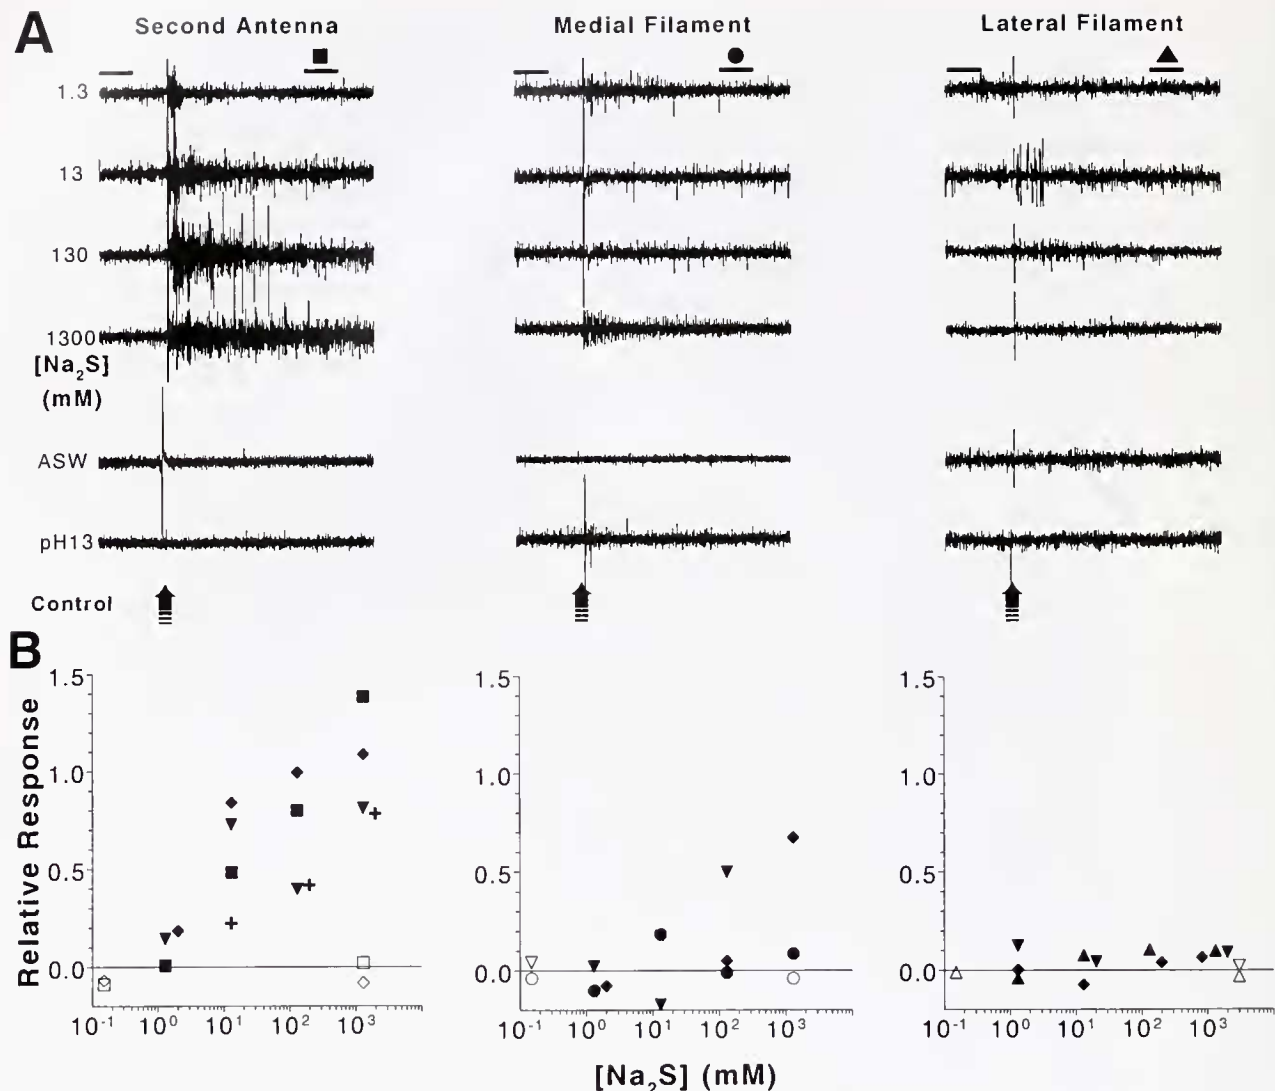 A
Second Antenna
Medial Filament
Lateral Filament
1.3
13
130
1300
[Na₂S]
(mM)
ASW
pH13
Control
B
Relative Response
1.5
1.0
0.5
0.0
10⁻¹ 10⁰ 10¹ 10² 10³
1.5
1.0
0.5
0.0
10⁻¹ 10⁰ 10¹ 10² 10³
1.5
1.0
0.5
0.0
10⁻¹ 10⁰ 10¹ 10² 10³
[Na₂S] (mM)